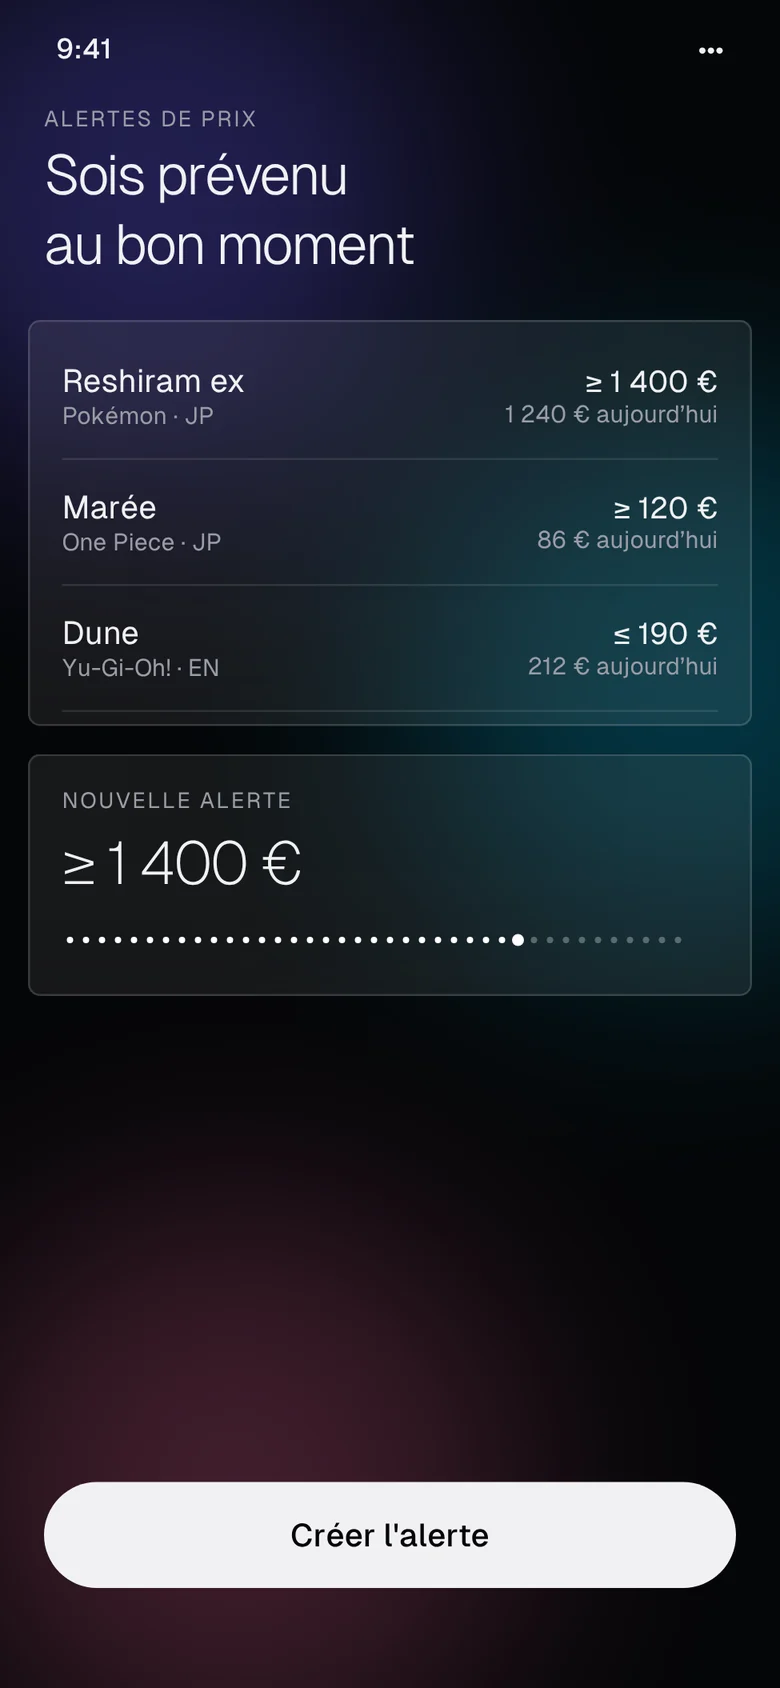 9:41
ALERTES DE PRIX
Sois prévenu
au bon moment
Reshiram ex
≥ 1 400 €
Pokémon · JP
1 240 € aujourd’hui
Marée
≥ 120 €
One Piece · JP
86 € aujourd’hui
Dune
≤ 190 €
Yu-Gi-Oh! · EN
212 € aujourd’hui
NOUVELLE ALERTE
≥ 1 400 €
Créer l'alerte